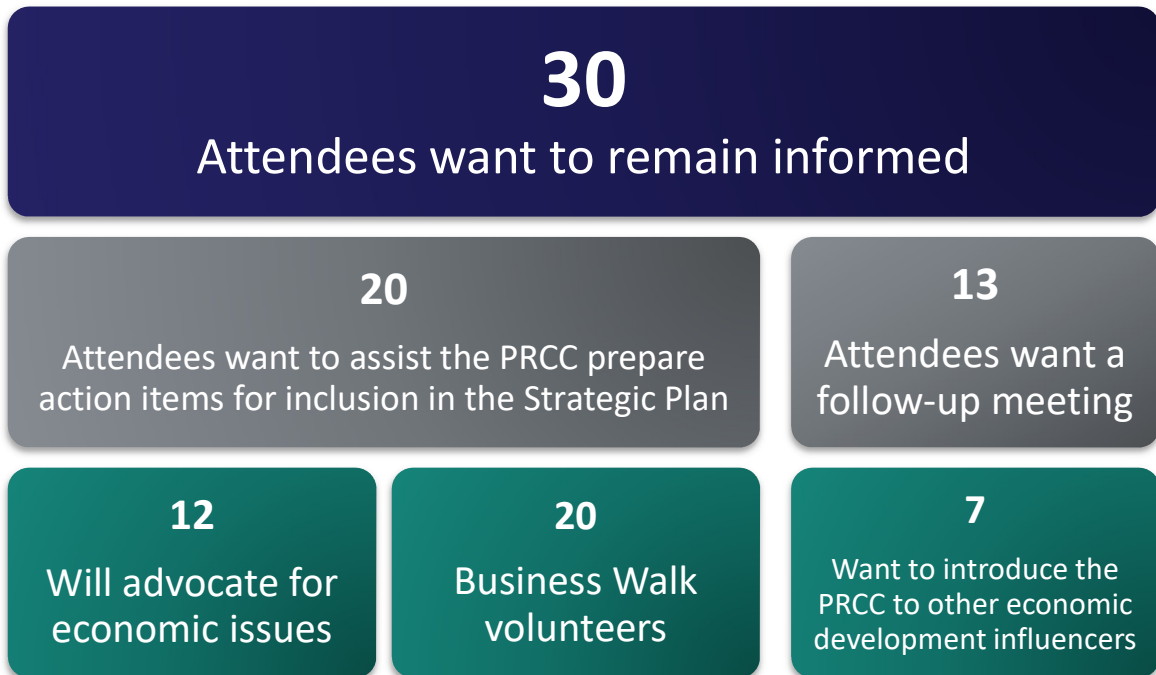 30
Attendees want to remain informed
20
Attendees want to assist the PRCC prepare
action items for inclusion in the Strategic Plan
13
Attendees want a
follow-up meeting
12
Will advocate for
economic issues
20
Business Walk
volunteers
7
Want to introduce the
PRCC to other economic
development influencers